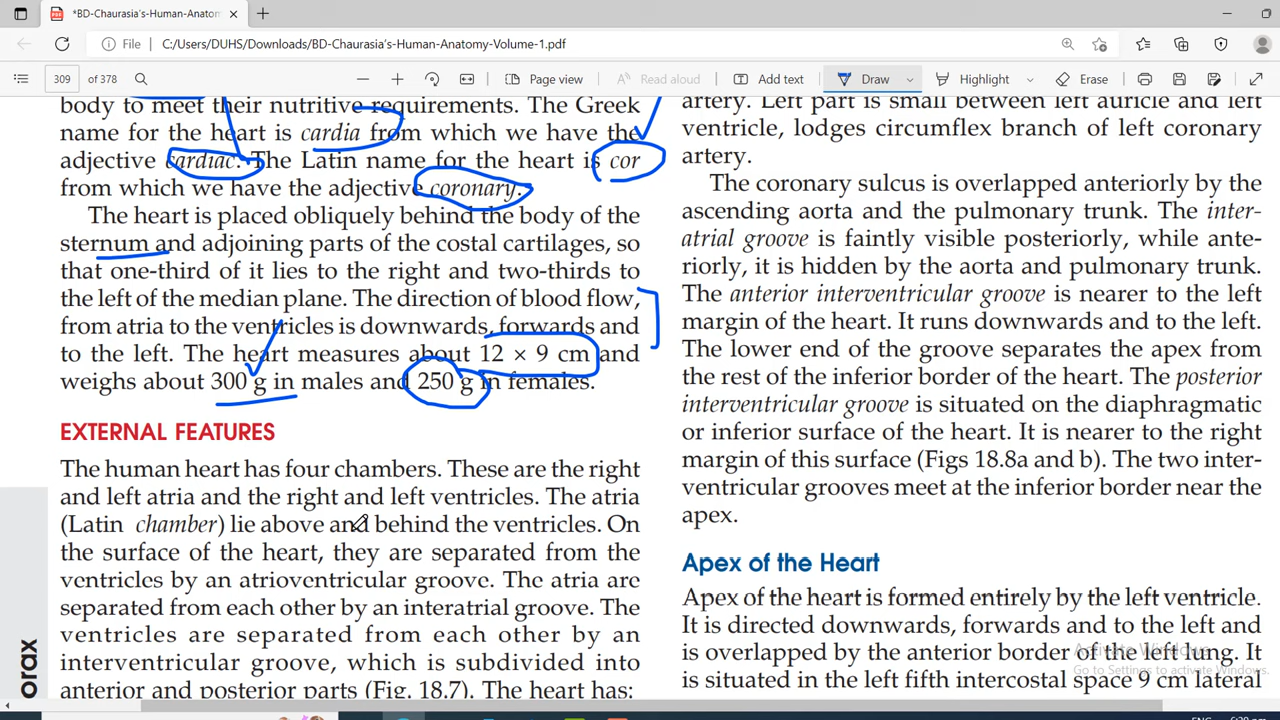 *BD-Chaurasia's-Human-Anatom
File
C:/Users/DUHS/Downloads/BD-Chaurasia's-Human-Anatomy-Volume-1.pdf
309 of 378
Page view
Read aloud
Add text
Draw
Highlight
Erase
body to meet their nutritive requirements. The Greek
name for the heart is cardia from which we have the
adjective cardiac. The Latin name for the heart is cor
from which we have the adjective coronary.
The heart is placed obliquely behind the body of the
sternum and adjoining parts of the costal cartilages, so
that one-third of it lies to the right and two-thirds to
the left of the median plane. The direction of blood flow,
from atria to the ventricles is downwards, forwards and
to the left. The heart measures about 12 × 9 cm and
weighs about 300 g in males and 250 g in females.
EXTERNAL FEATURES
The human heart has four chambers. These are the right
and left atria and the right and left ventricles. The atria
(Latin chamber) lie above and behind the ventricles. On
the surface of the heart, they are separated from the
ventricles by an atrioventricular groove. The atria are
separated from each other by an interatrial groove. The
ventricles are separated from each other by an
interventricular groove, which is subdivided into
anterior and posterior parts (Fig. 18.7). The heart has:
orax
artery. Left part is small between left auricle and left
ventricle, lodges circumflex branch of left coronary
artery.
The coronary sulcus is overlapped anteriorly by the
ascending aorta and the pulmonary trunk. The inter-
atrial groove is faintly visible posteriorly, while ante-
riorly, it is hidden by the aorta and pulmonary trunk.
The anterior interventricular groove is nearer to the left
margin of the heart. It runs downwards and to the left.
The lower end of the groove separates the apex from
the rest of the inferior border of the heart. The posterior
interventricular groove is situated on the diaphragmatic
or inferior surface of the heart. It is nearer to the right
margin of this surface (Figs 18.8a and b). The two inter-
ventricular grooves meet at the inferior border near the
apex.
Apex of the Heart
Apex of the heart is formed entirely by the left ventricle.
It is directed downwards, forwards and to the left and
is overlapped by the anterior border of the left lung. It
is situated in the left fifth intercostal space 9 cm lateral
Activate Windows
Go to Settings to activate Windows.